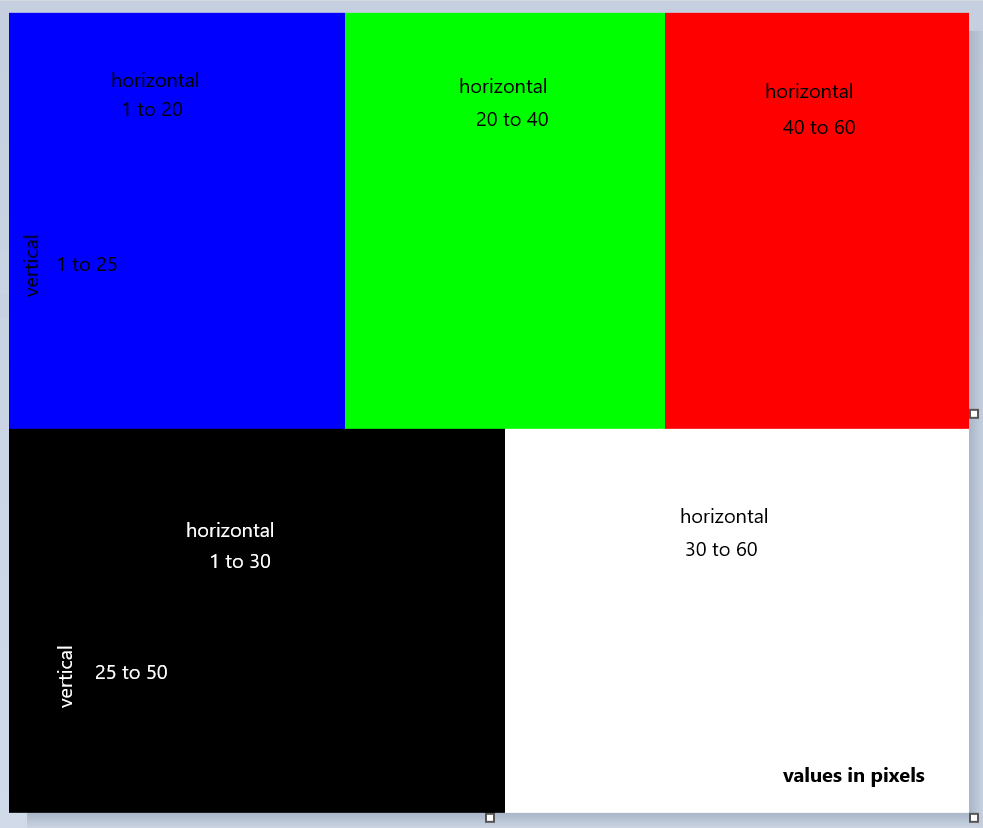 horizontal
1 to 20
horizontal
20 to 40
horizontal
40 to 60
vertical
1 to 25
horizontal
1 to 30
horizontal
30 to 60
vertical
25 to 50
values in pixels